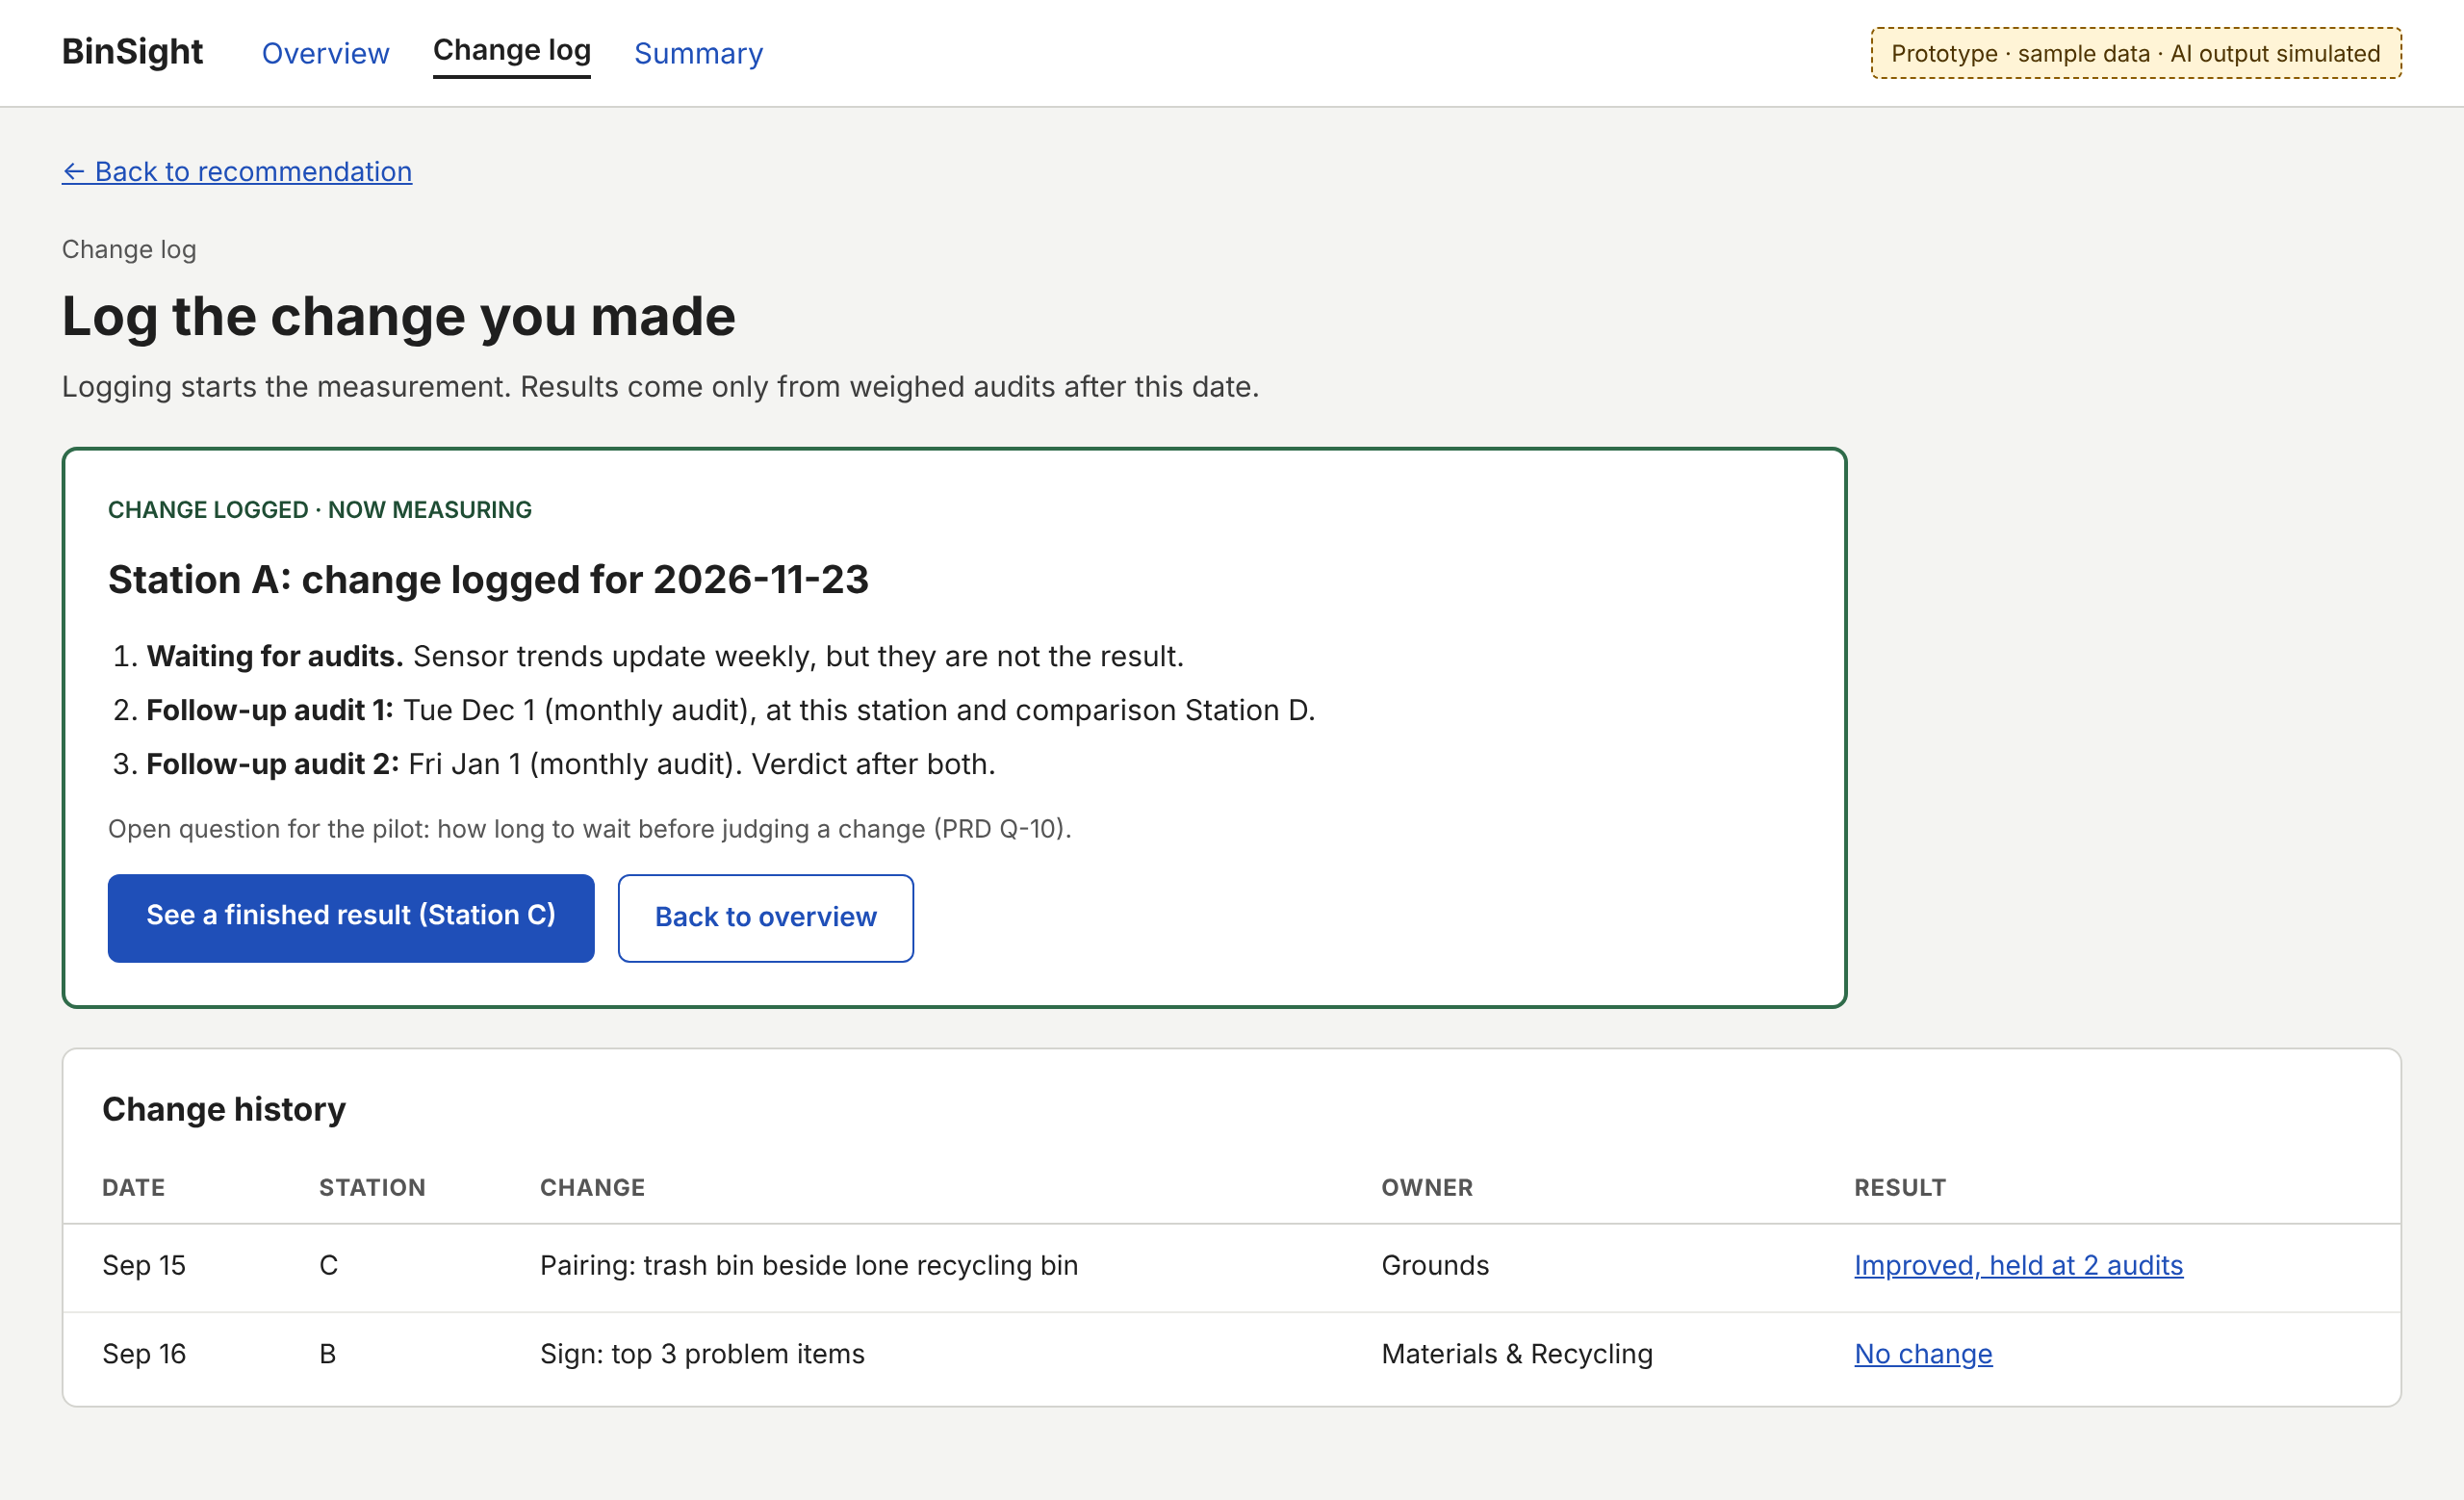 BinSight Overview Change log Summary Prototype · sample data · AI output simulated
← Back to recommendation
Change log
Log the change you made
Logging starts the measurement. Results come only from weighed audits after this date.
CHANGE LOGGED · NOW MEASURING
Station A: change logged for 2026-11-23
1. Waiting for audits. Sensor trends update weekly, but they are not the result.
2. Follow-up audit 1: Tue Dec 1 (monthly audit), at this station and comparison Station D.
3. Follow-up audit 2: Fri Jan 1 (monthly audit). Verdict after both.
Open question for the pilot: how long to wait before judging a change (PRD Q-10).
See a finished result (Station C) Back to overview
Change history
DATE STATION CHANGE OWNER RESULT
Sep 15 C Pairing: trash bin beside lone recycling bin Grounds Improved, held at 2 audits
Sep 16 B Sign: top 3 problem items Materials & Recycling No change